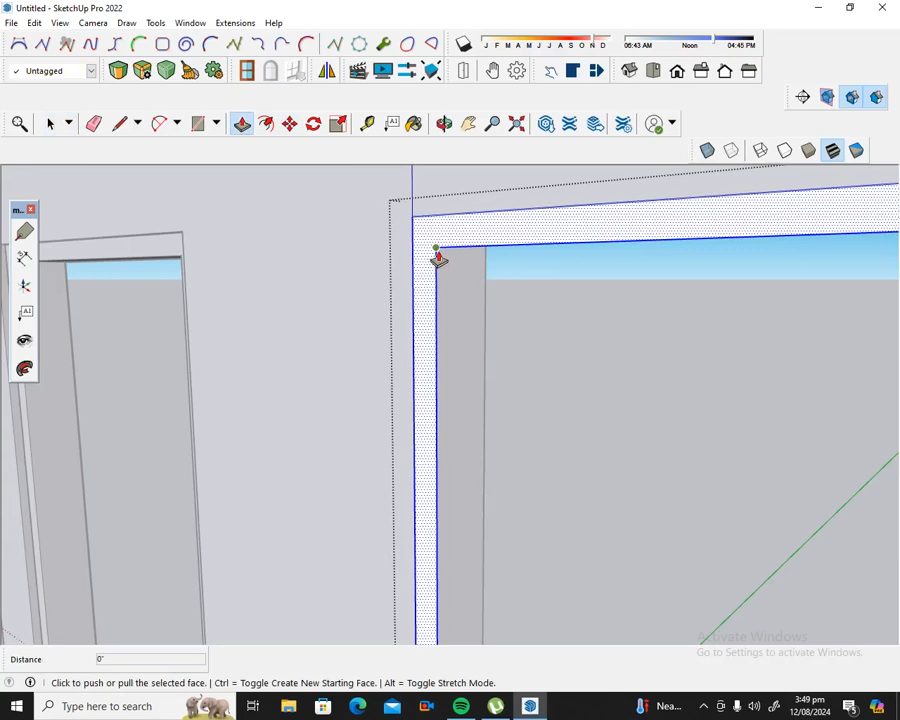 Untitled - SketchUp Pro 2022
File Edit View Camera Draw Tools Window Extensions Help
J F M A M J J A S O N D
06:43 AM Noon 04:45 PM
Untagged
m...
Distance 0"
Activate Windows
Go to Settings to activate Windows.
Click to push or pull the selected face. | Ctrl = Toggle Create New Starting Face. | Alt = Toggle Stretch Mode.
Type here to search
Nea...
3:49 pm
12/08/2024
5